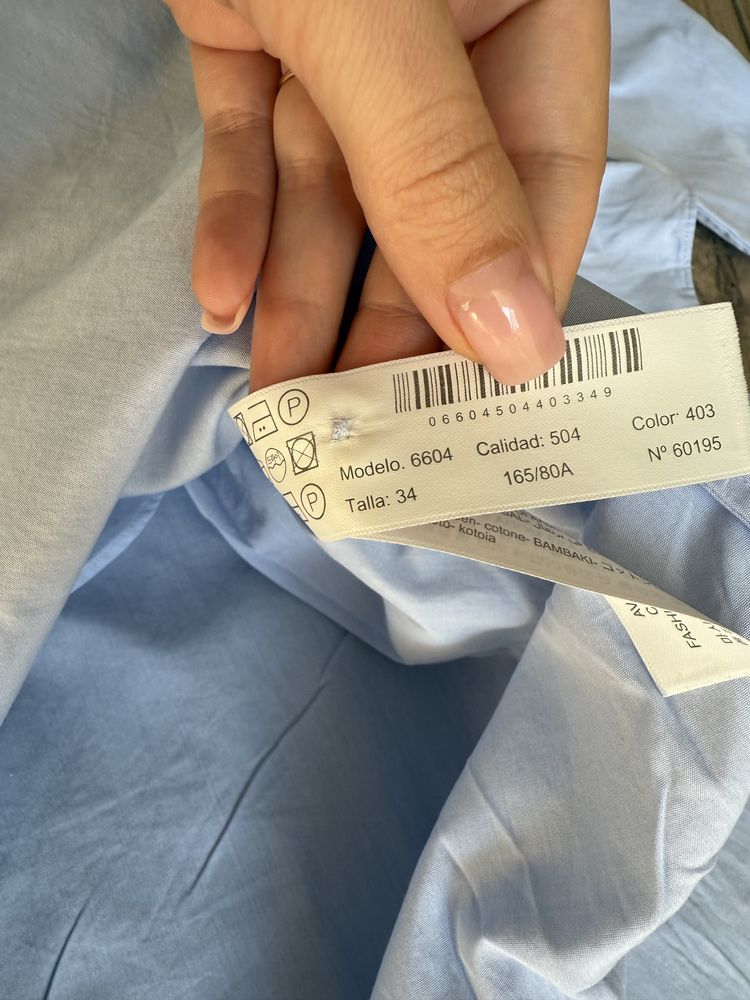 06604504403349
Modelo. 6604 Calidad: 504 Color: 403
Talla: 34 165/80A Nº 60195
P
P
cotone- BAMBAKI-
kotoia
FASHI